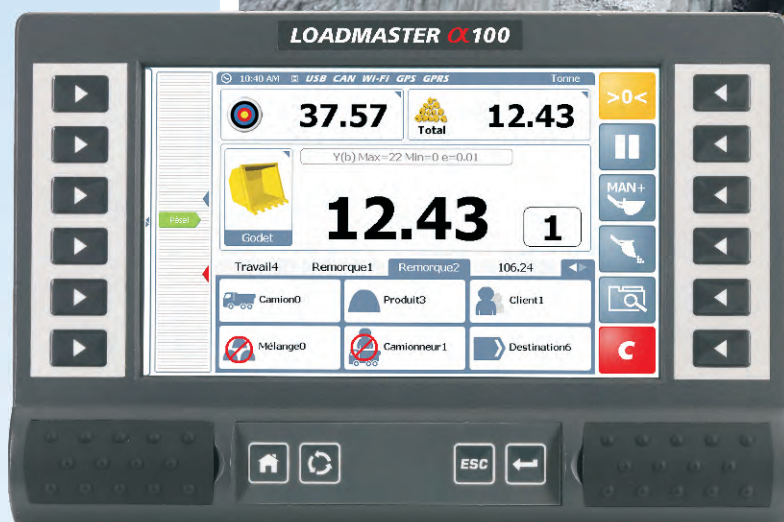 LOADMASTER α100
10:40 AM USB CAN WI-FI GPS GPRS Tonne
37.57
Total 12.43
>0<
Y(b) Max=22 Min=0 e=0.01
Godet
12.43
1
MAN+
Travail4 Remorque1 Remorque2 106.24
Camion0 Produit3 Client1
Mélange0 Camionneur1 Destination6
C
ESC